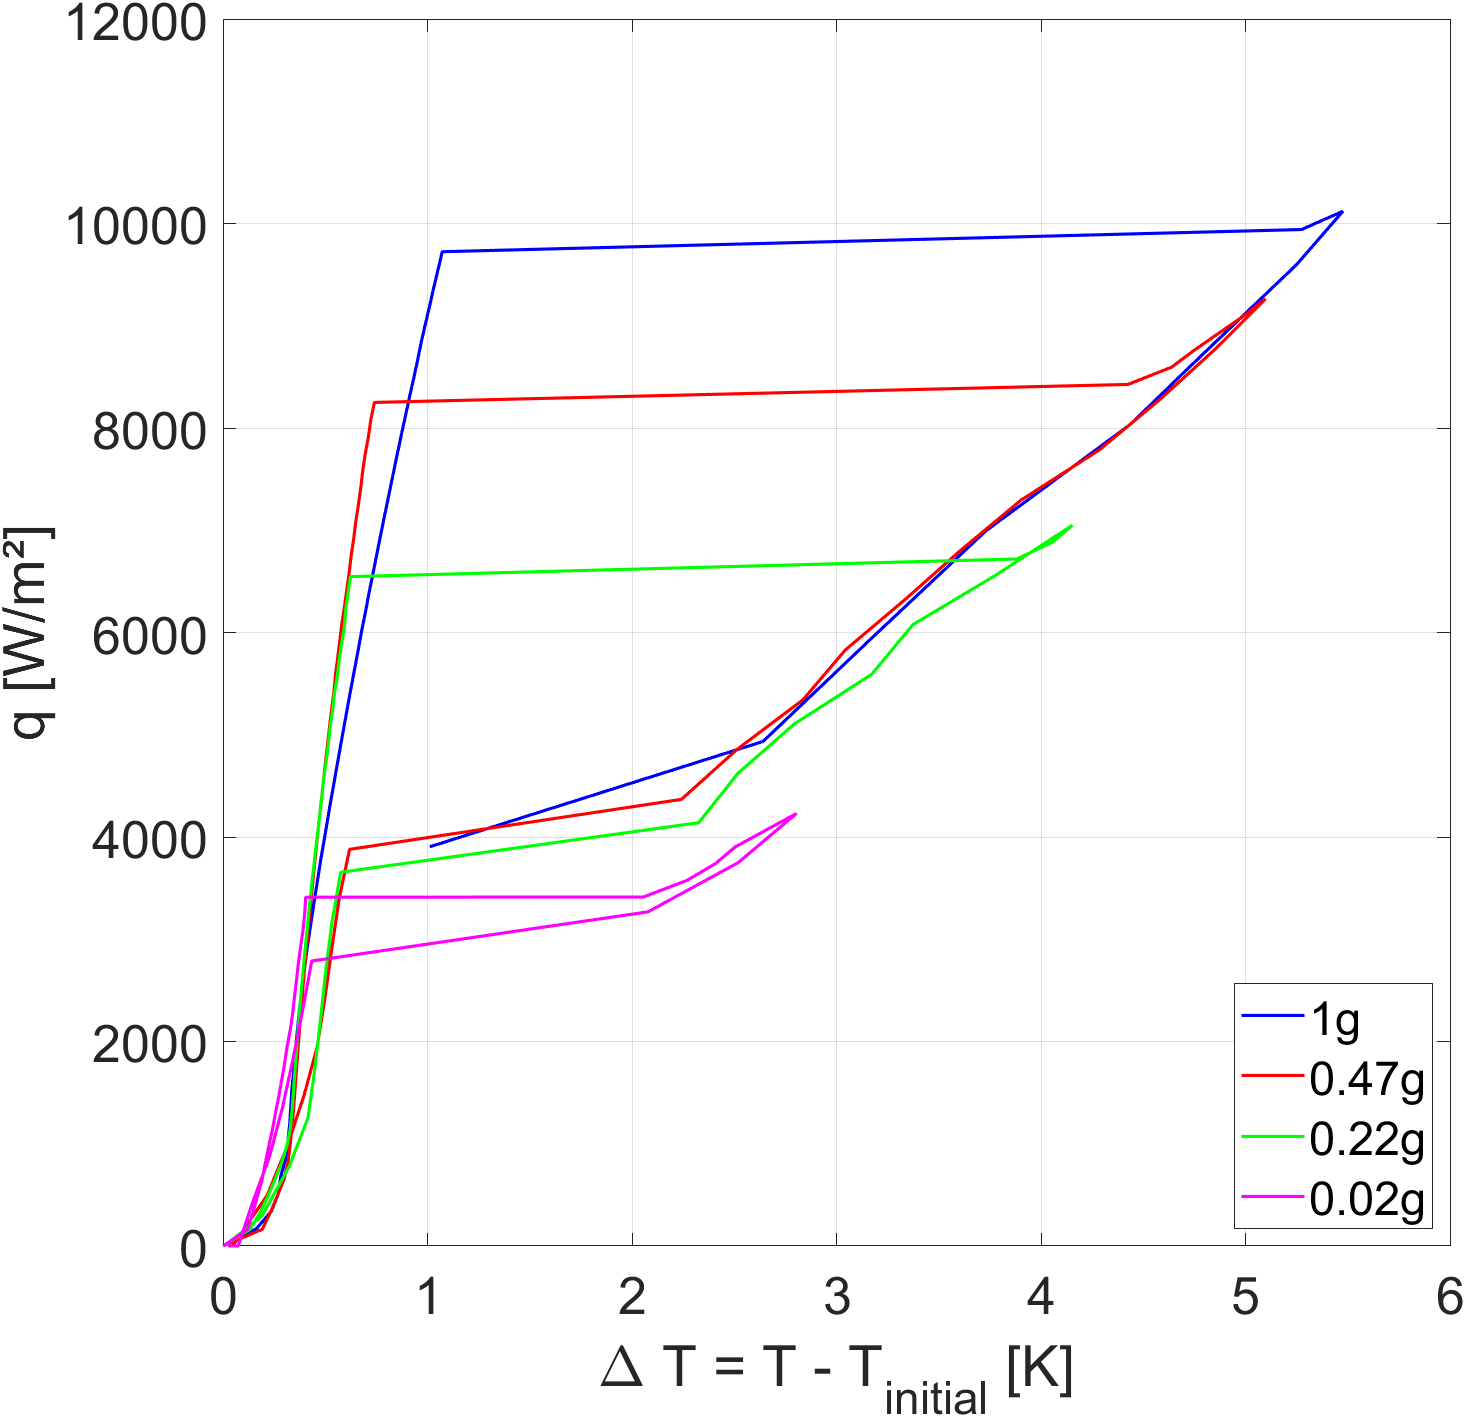 12000
10000
8000
6000
4000
2000
0
q [W/m²]
0 1 2 3 4 5 6
Δ T = T - T_initial [K]
1g
0.47g
0.22g
0.02g